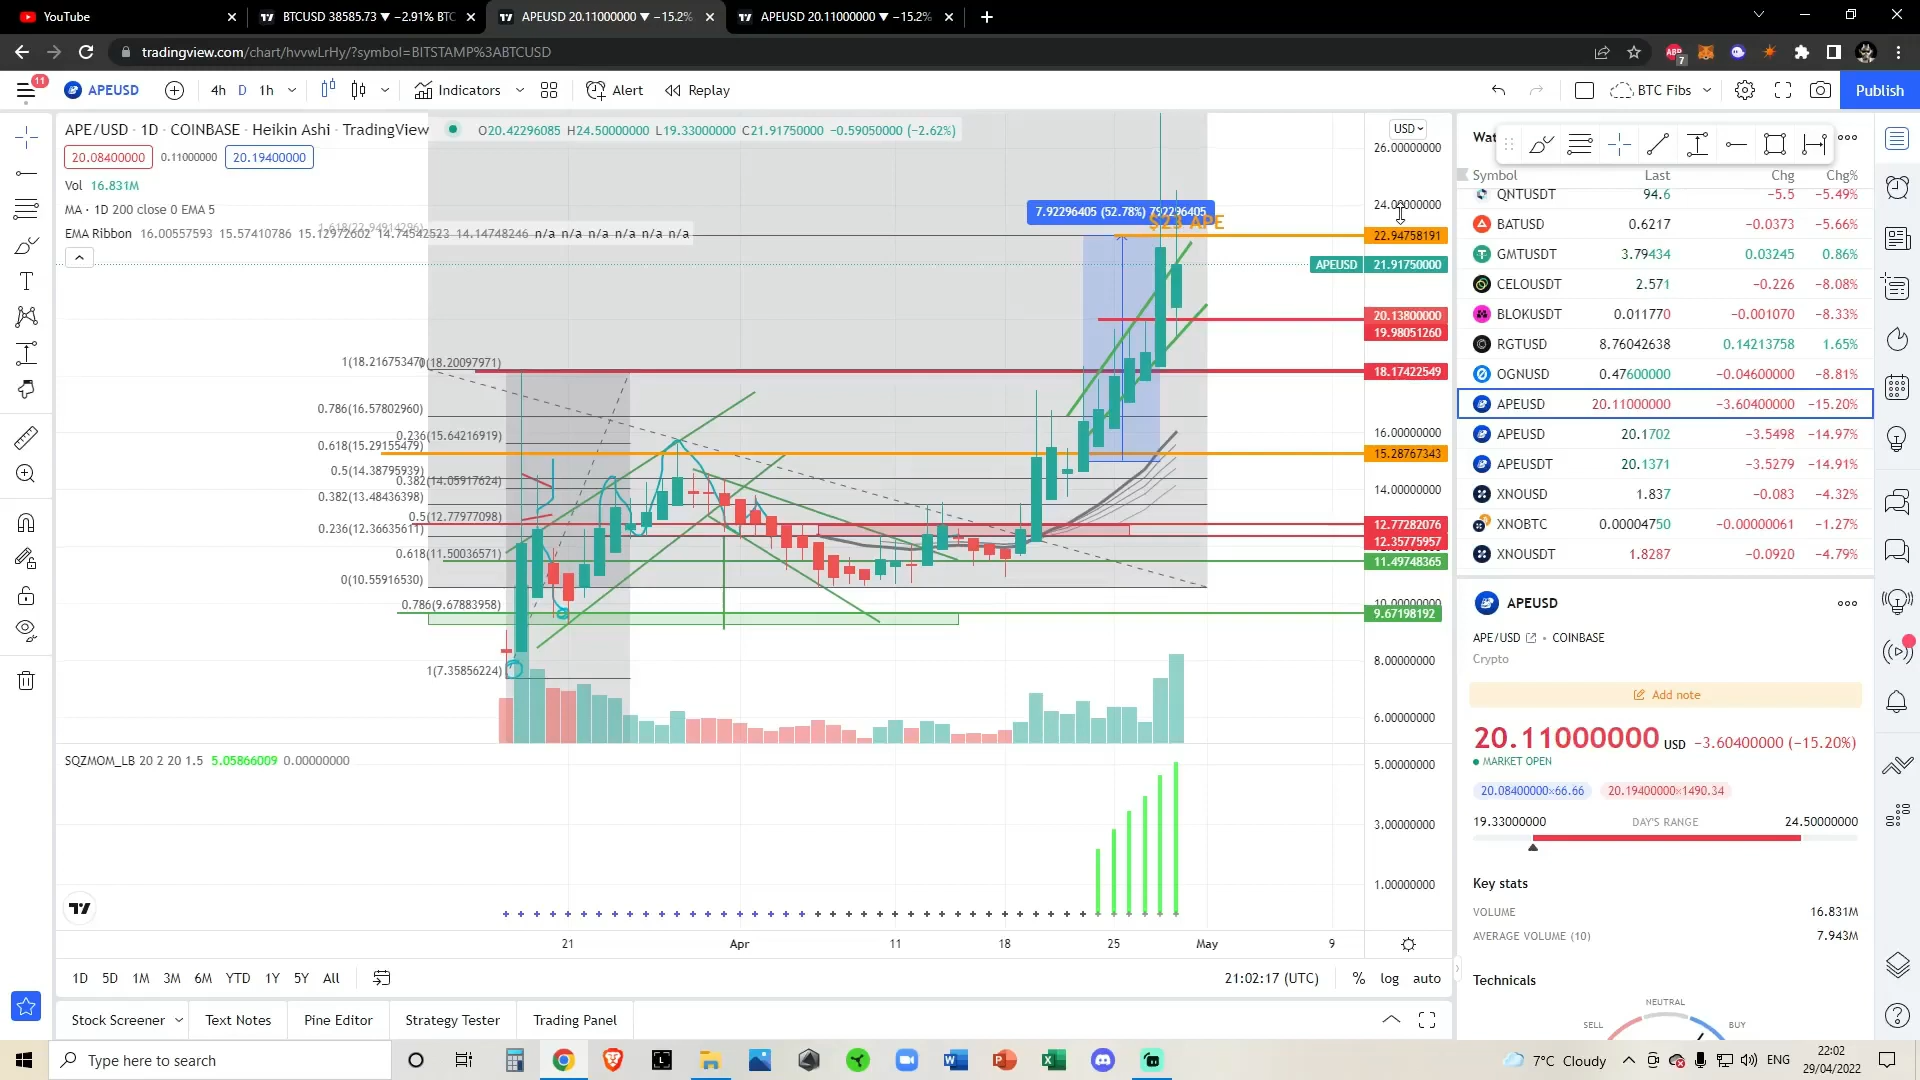 YouTube
BTCUSD 38585.73 ▼ −2.91% BTC
APEUSD 20.11000000 ▼ −15.2%
APEUSD 20.11000000 ▼ −15.2%
tradingview.com/chart/hvvwLrHy/?symbol=BITSTAMP%3ABTCUSD
7
11
APEUSD
4h
D
1h
Indicators
Alert
Replay
BTC Fibs
Publish
APE/USD · 1D · COINBASE · Heikin Ashi · TradingView
O20.42296085 H24.50000000 L19.33000000 C21.91750000 −0.59050000 (−2.62%)
20.08400000
0.11000000
20.19400000
Vol 16.831M
MA · 1D 200 close 0 EMA 5
EMA Ribbon 16.00557593 15.57410786 15.12972602 14.74542523 14.14748246 n/a n/a n/a n/a n/a n/a
7.92296405 (52.78%) 792296405
$23 APE
1(18.21675347)
0(18.20097971)
0.786(16.57802960)
0.236(15.64216919)
0.618(15.29155479)
0.5(14.38795939)
0.382(14.05917624)
0.382(13.48436398)
0.5(12.77977098)
0.236(12.36635611)
0.618(11.50036571)
0(10.55916530)
0.786(9.67883958)
1(7.35856224)
USD
26.00000000
24.00000000
22.94758191
APEUSD 21.91750000
20.13800000
19.98051260
18.17422549
16.00000000
15.28767343
14.00000000
12.77282076
12.35775957
11.49748365
10.00000000
9.67198192
8.00000000
6.00000000
SQZMOM_LB 20 2 20 1.5 5.05866009 0.00000000
5.00000000
3.00000000
1.00000000
21
Apr
11
18
25
May
9
1D
5D
1M
3M
6M
YTD
1Y
5Y
All
21:02:17 (UTC)
%
log
auto
Stock Screener
Text Notes
Pine Editor
Strategy Tester
Trading Panel
Wat
Symbol Last Chg Chg%
QNTUSDT 94.6 −5.5 −5.49%
BATUSD 0.6217 −0.0373 −5.66%
GMTUSDT 3.79434 0.03245 0.86%
CELOUSDT 2.571 −0.226 −8.08%
BLOKUSDT 0.011770 −0.001070 −8.33%
RGTUSD 8.76042638 0.14213758 1.65%
OGNUSD 0.47600000 −0.04600000 −8.81%
APEUSD 20.11000000 −3.60400000 −15.20%
APEUSD 20.1702 −3.5498 −14.97%
APEUSDT 20.1371 −3.5279 −14.91%
XNOUSD 1.837 −0.083 −4.32%
XNOBTC 0.00004750 −0.00000061 −1.27%
XNOUSDT 1.8287 −0.0920 −4.79%
APEUSD
APE/USD • COINBASE
Crypto
Add note
20.11000000 USD −3.60400000 (−15.20%)
MARKET OPEN
20.08400000×66.66
20.19400000×1490.34
19.33000000 DAY'S RANGE 24.50000000
Key stats
VOLUME 16.831M
AVERAGE VOLUME (10) 7.943M
Technicals
NEUTRAL
SELL
BUY
Type here to search
7°C Cloudy
ENG
22:02
29/04/2022